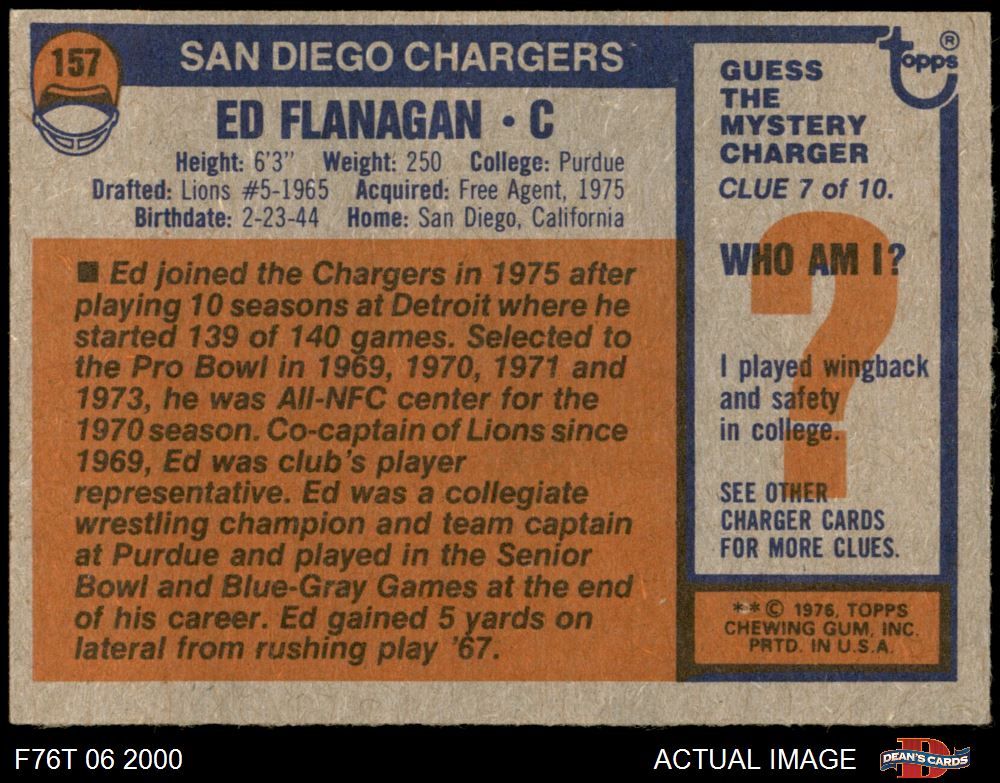 157
SAN DIEGO CHARGERS
ED FLANAGAN · C
Height: 6'3" Weight: 250 College: Purdue
Drafted: Lions #5-1965 Acquired: Free Agent, 1975
Birthdate: 2-23-44 Home: San Diego, California
■ Ed joined the Chargers in 1975 after
playing 10 seasons at Detroit where he
started 139 of 140 games. Selected to
the Pro Bowl in 1969, 1970, 1971 and
1973, he was All-NFC center for the
1970 season. Co-captain of Lions since
1969, Ed was club's player
representative. Ed was a collegiate
wrestling champion and team captain
at Purdue and played in the Senior
Bowl and Blue-Gray Games at the end
of his career. Ed gained 5 yards on
lateral from rushing play '67.
topps ®
GUESS
THE
MYSTERY
CHARGER
CLUE 7 of 10.
WHO AM I?
?
I played wingback
and safety
in college.
SEE OTHER
CHARGER CARDS
FOR MORE CLUES.
**© 1976, TOPPS
CHEWING GUM, INC.
PRTD. IN U.S.A.
F76T 06 2000
ACTUAL IMAGE
D
DEAN'S CARDS